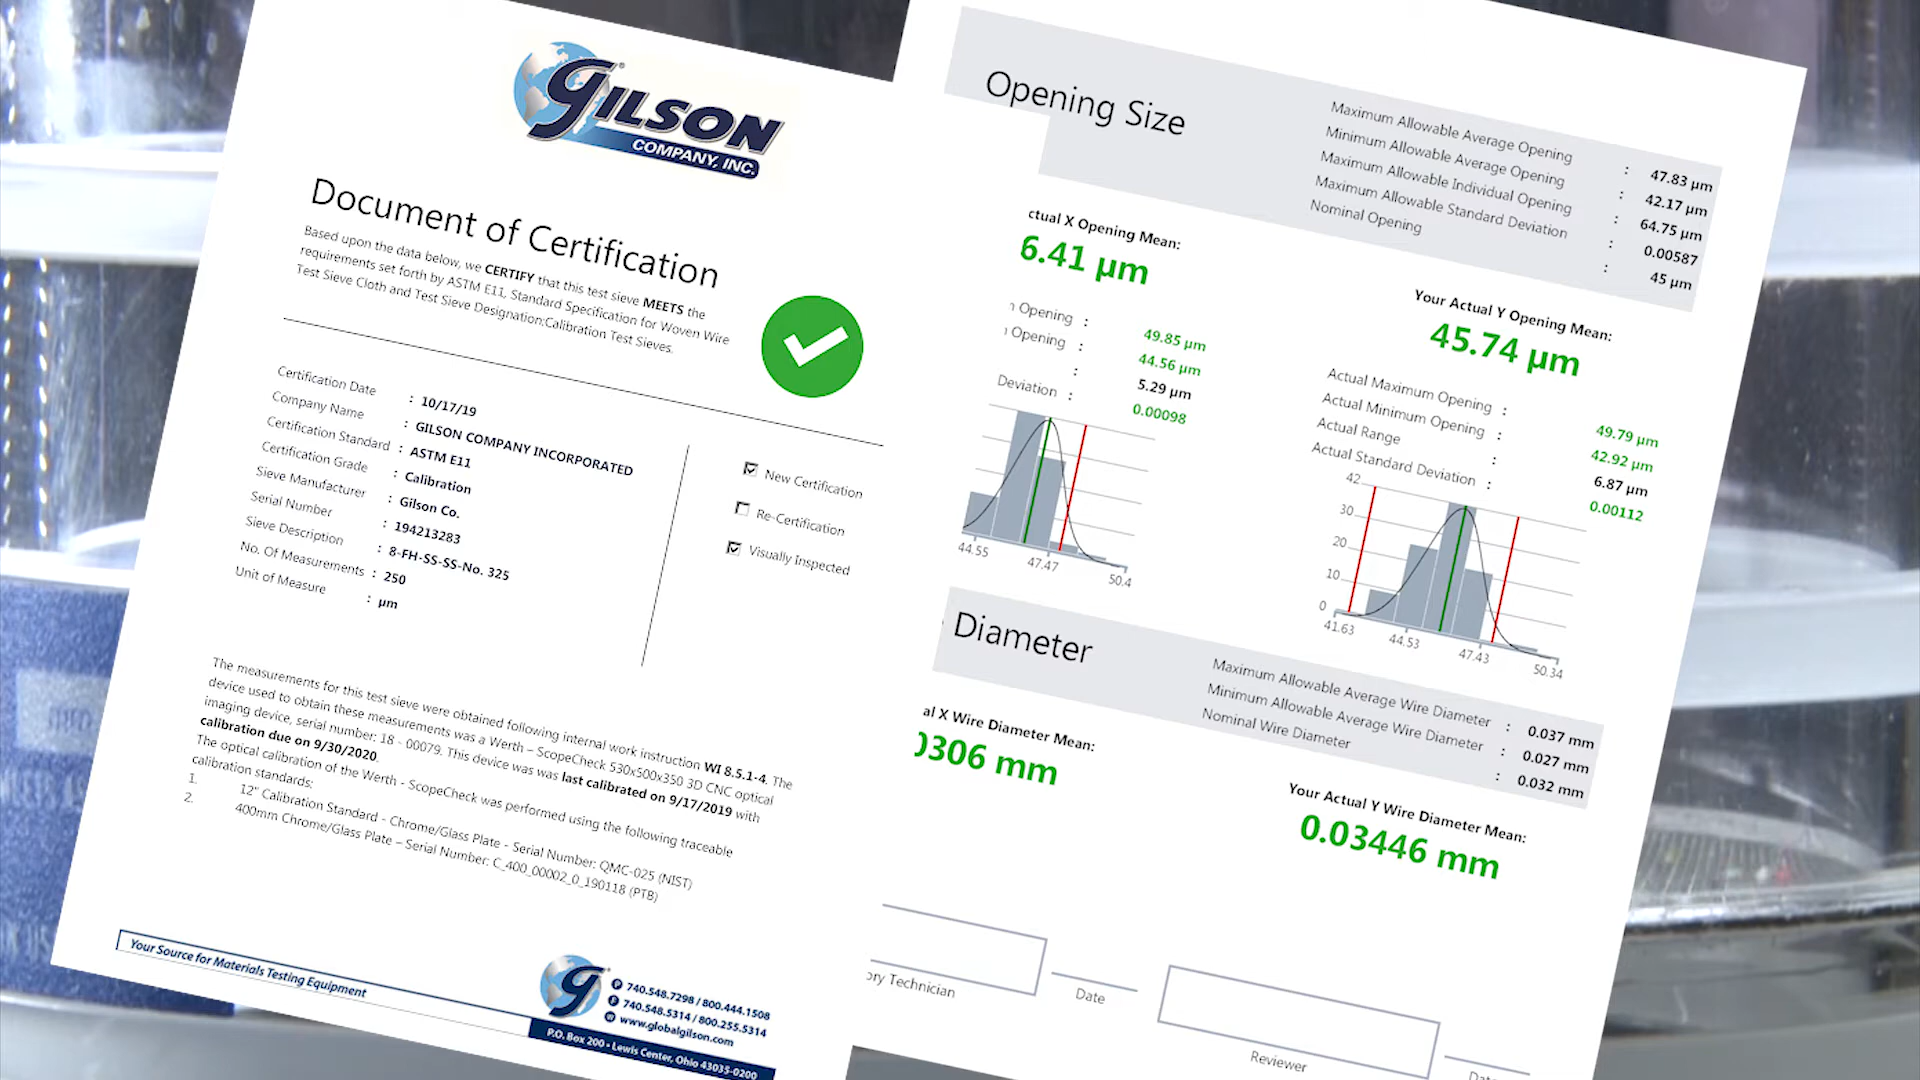 GILSON
COMPANY, INC.
Document of Certification
Based upon the data below, we CERTIFY that this test sieve MEETS the
requirements set forth by ASTM E11, Standard Specification for Woven Wire
Test Sieve Cloth and Test Sieve Designation;Calibration Test Sieves.
Certification Date : 10/17/19
Company Name : GILSON COMPANY INCORPORATED
Certification Standard : ASTM E11
Certification Grade : Calibration
Sieve Manufacturer : Gilson Co.
Serial Number : 194213283
Sieve Description : 8-FH-SS-SS-No. 325
No. Of Measurements : 250
Unit of Measure : µm
New Certification
Re-Certification
Visually Inspected
The measurements for this test sieve were obtained following internal work instruction WI 8.5.1-4. The
device used to obtain these measurements was a Werth – ScopeCheck 530x500x350 3D CNC optical
imaging device, serial number: 18 - 00079. This device was was last calibrated on 9/17/2019 with
calibration due on 9/30/2020.
The optical calibration of the Werth - ScopeCheck was performed using the following traceable
calibration standards:
1. 12" Calibration Standard - Chrome/Glass Plate - Serial Number: QMC-025 (NIST)
2. 400mm Chrome/Glass Plate – Serial Number: C_400_00002_0_190118 (PTB)
Your Source for Materials Testing Equipment
P 740.548.7298 / 800.444.1508
F 740.548.5314 / 800.255.5314
www.globalgilson.com
P.O. Box 200 • Lewis Center, Ohio 43035-0200
Opening Size
Maximum Allowable Average Opening : 47.83 µm
Minimum Allowable Average Opening : 42.17 µm
Maximum Allowable Individual Opening : 64.75 µm
Maximum Allowable Standard Deviation : 0.00587
Nominal Opening : 45 µm
ctual X Opening Mean:
6.41 µm
n Opening : 49.85 µm
Opening : 44.56 µm
: 5.29 µm
Deviation : 0.00098
44.55
47.47
50.4
Your Actual Y Opening Mean:
45.74 µm
Actual Maximum Opening : 49.79 µm
Actual Minimum Opening : 42.92 µm
Actual Range : 6.87 µm
Actual Standard Deviation : 0.00112
42
30
20
10
0
41.63
44.53
47.43
50.34
Diameter
Maximum Allowable Average Wire Diameter : 0.037 mm
Minimum Allowable Average Wire Diameter : 0.027 mm
Nominal Wire Diameter : 0.032 mm
al X Wire Diameter Mean:
0306 mm
Your Actual Y Wire Diameter Mean:
0.03446 mm
ory Technician
Date
Reviewer